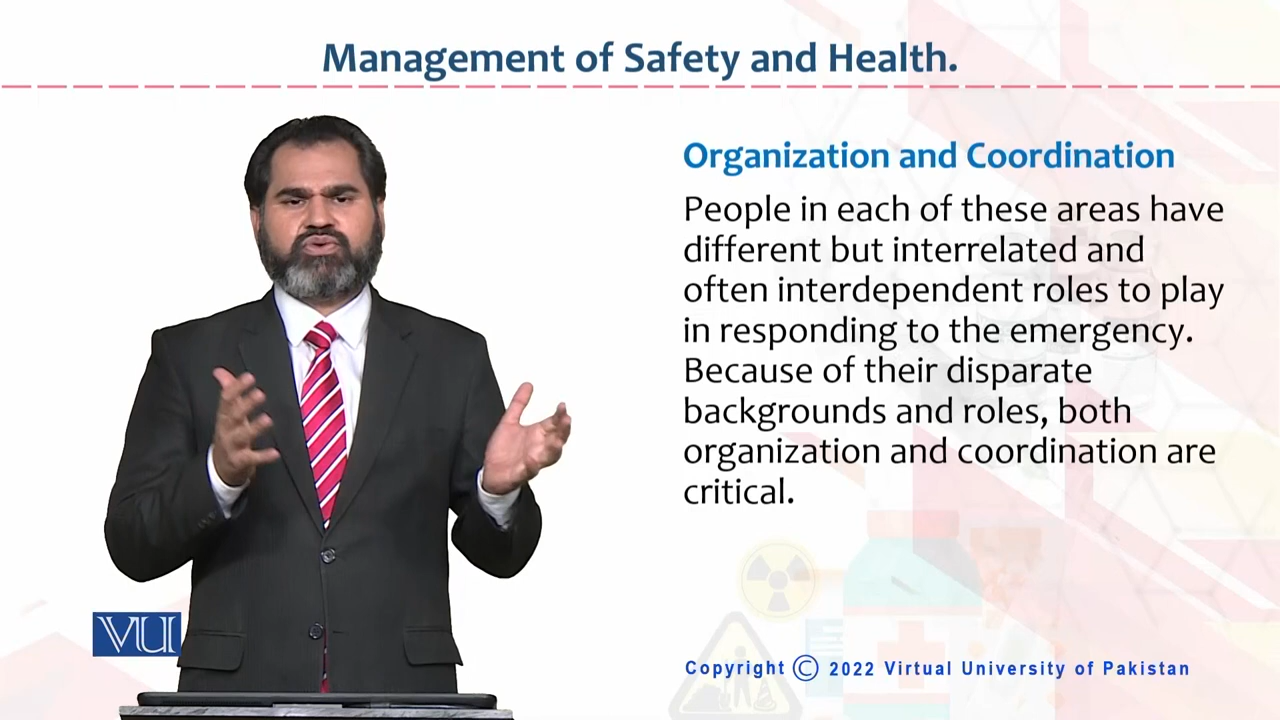 Management of Safety and Health.
Organization and Coordination
People in each of these areas have
different but interrelated and
often interdependent roles to play
in responding to the emergency.
Because of their disparate
backgrounds and roles, both
organization and coordination are
critical.
VU
Copyright © 2022 Virtual University of Pakistan